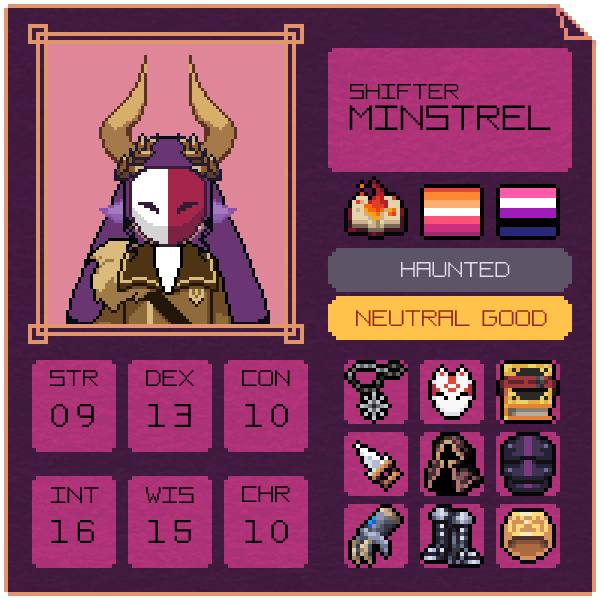 SHIFTER
MINSTREL
HAUNTED
NEUTRAL GOOD
STR DEX CON
09 13 10
INT WIS CHR
16 15 10